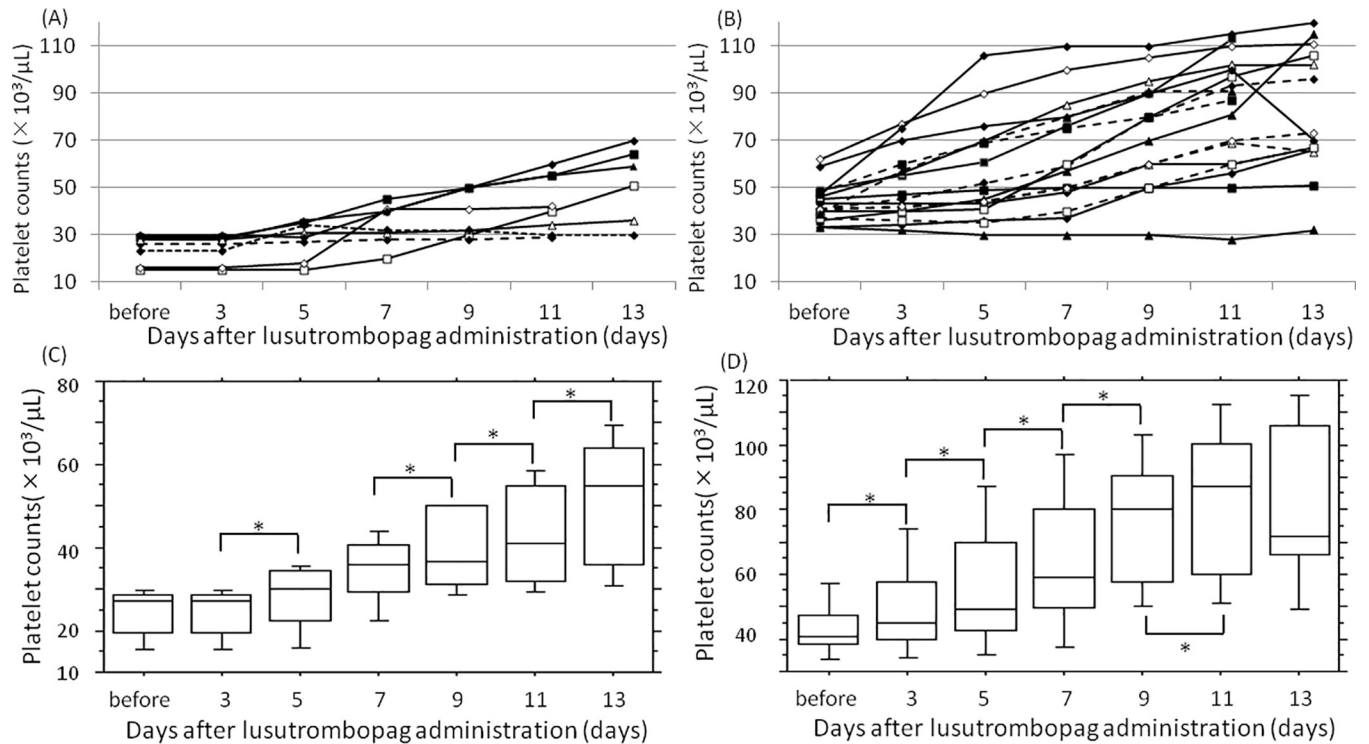 (A)
Platelet counts (×10³/μL)
110
90
70
50
30
10
before 3 5 7 9 11 13
Days after lusutrombopag administration (days)
(B)
Platelet counts (×10³/μL)
110
90
70
50
30
10
before 3 5 7 9 11 13
Days after lusutrombopag administration (days)
(C)
Platelet counts(×10³/μL)
80
60
40
20
10
* * * *
before 3 5 7 9 11 13
Days after lusutrombopag administration (days)
(D)
Platelet counts(×10³/μL)
120
100
80
60
40
* * * * *
before 3 5 7 9 11 13
Days after lusutrombopag administration (days)